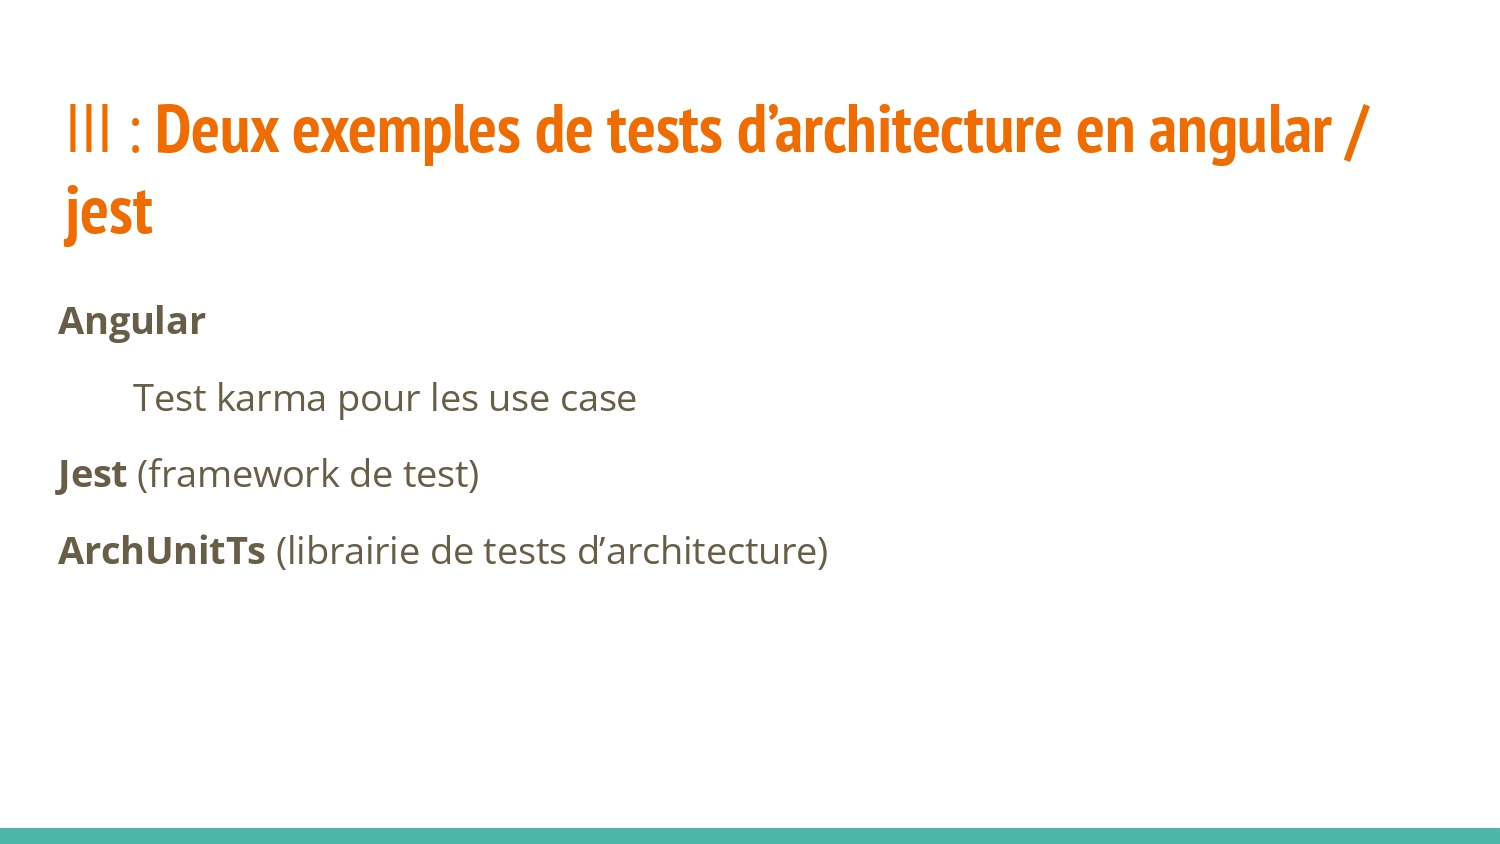 III : Deux exemples de tests d’architecture en angular /
jest
Angular
Test karma pour les use case
Jest (framework de test)
ArchUnitTs (librairie de tests d’architecture)